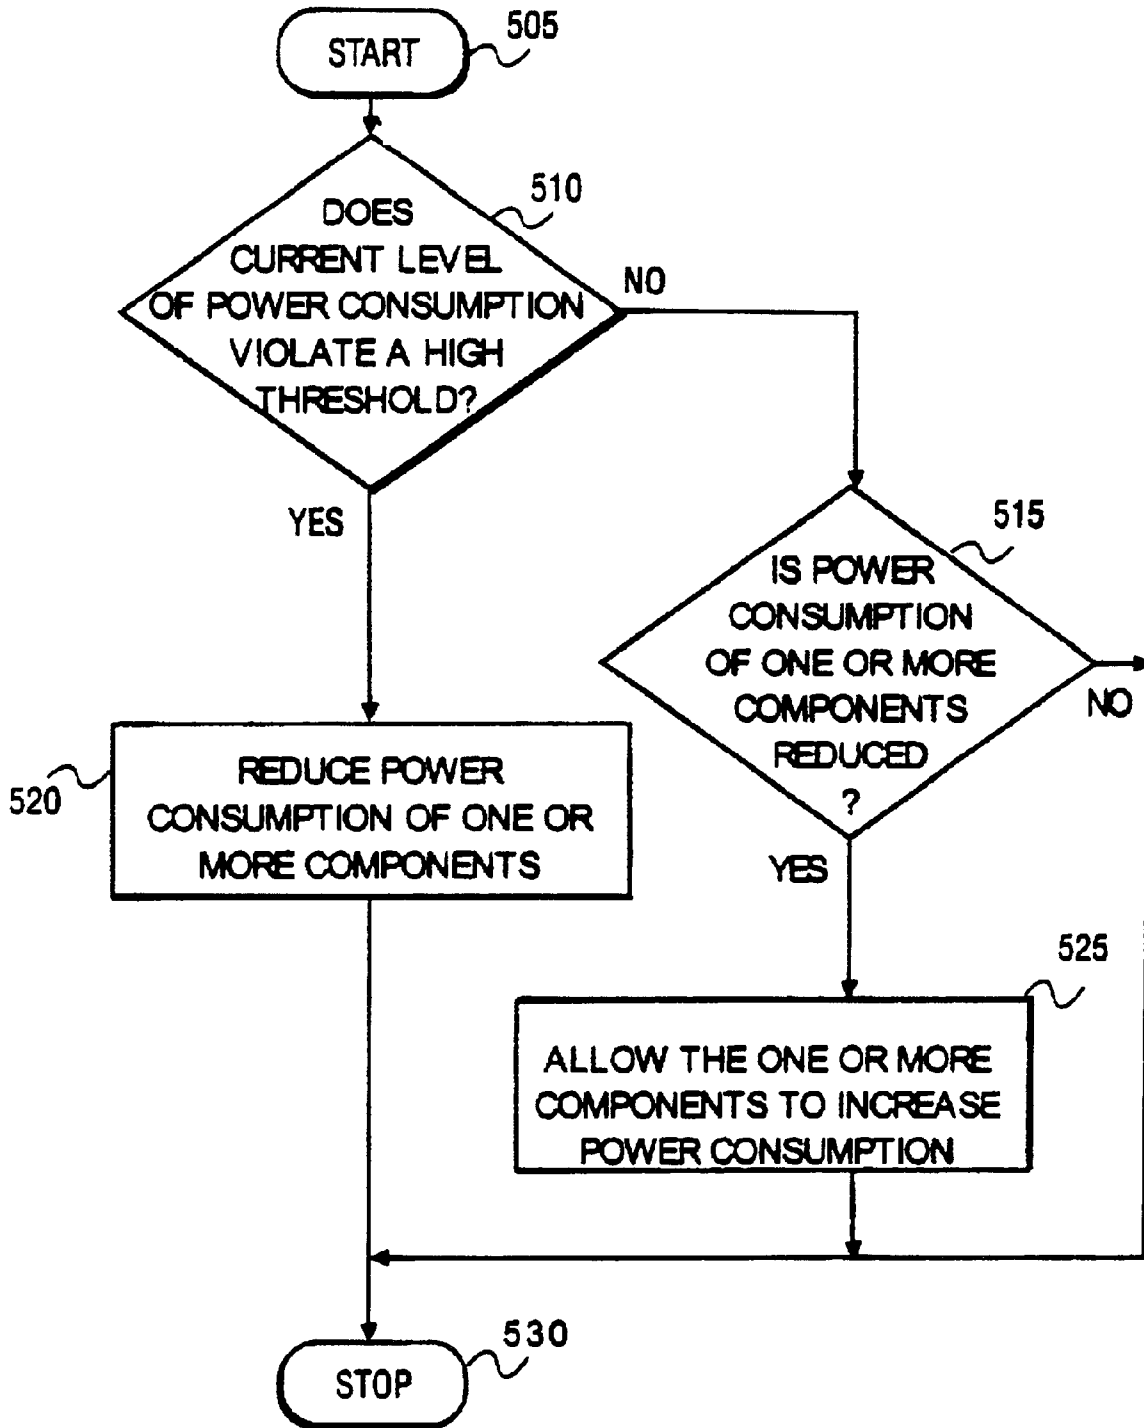 START
505
DOES
CURRENT LEVEL
OF POWER CONSUMPTION
VIOLATE A HIGH
THRESHOLD?
510
NO
YES
IS POWER
CONSUMPTION
OF ONE OR MORE
COMPONENTS
REDUCED
?
515
NO
YES
REDUCE POWER
CONSUMPTION OF ONE OR
MORE COMPONENTS
520
ALLOW THE ONE OR MORE
COMPONENTS TO INCREASE
POWER CONSUMPTION
525
STOP
530